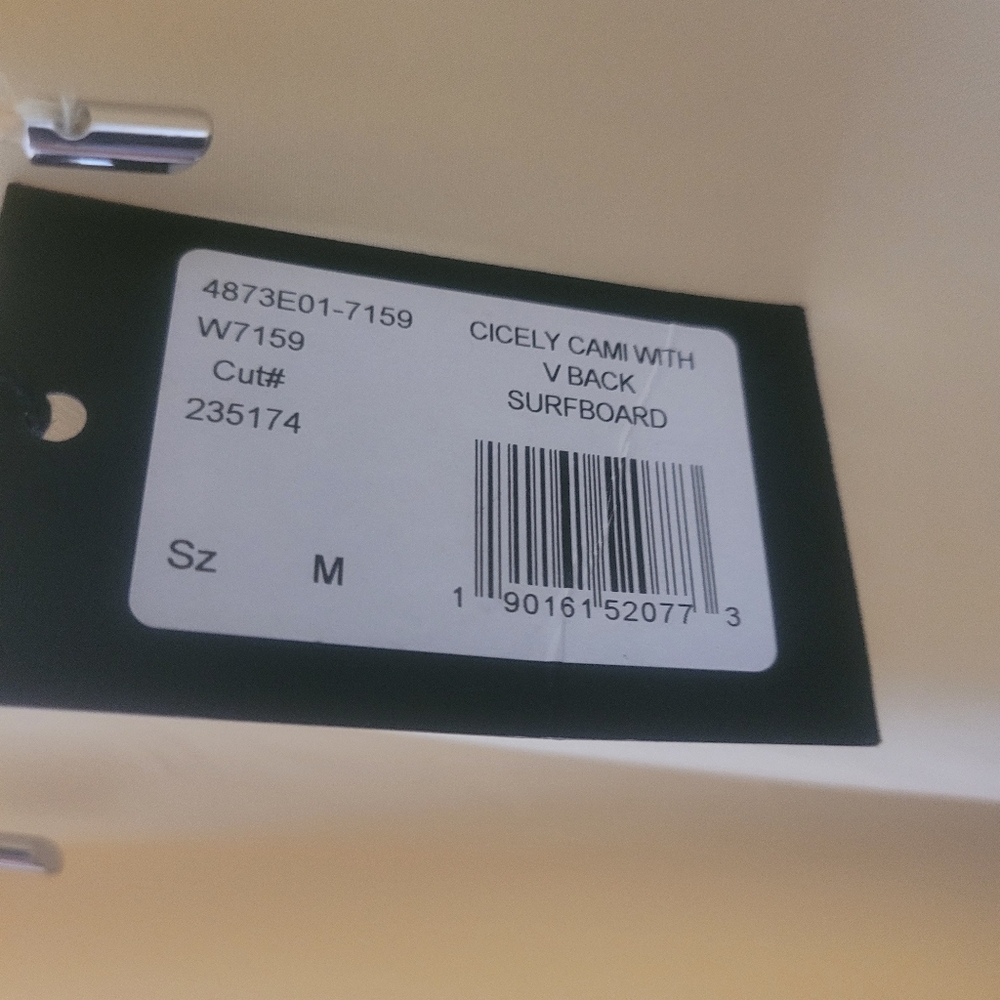 4873E01-7159
W7159
Cut#
235174
CICELY CAMI WITH
V BACK
SURFBOARD
Sz M
1 90161 52077 3